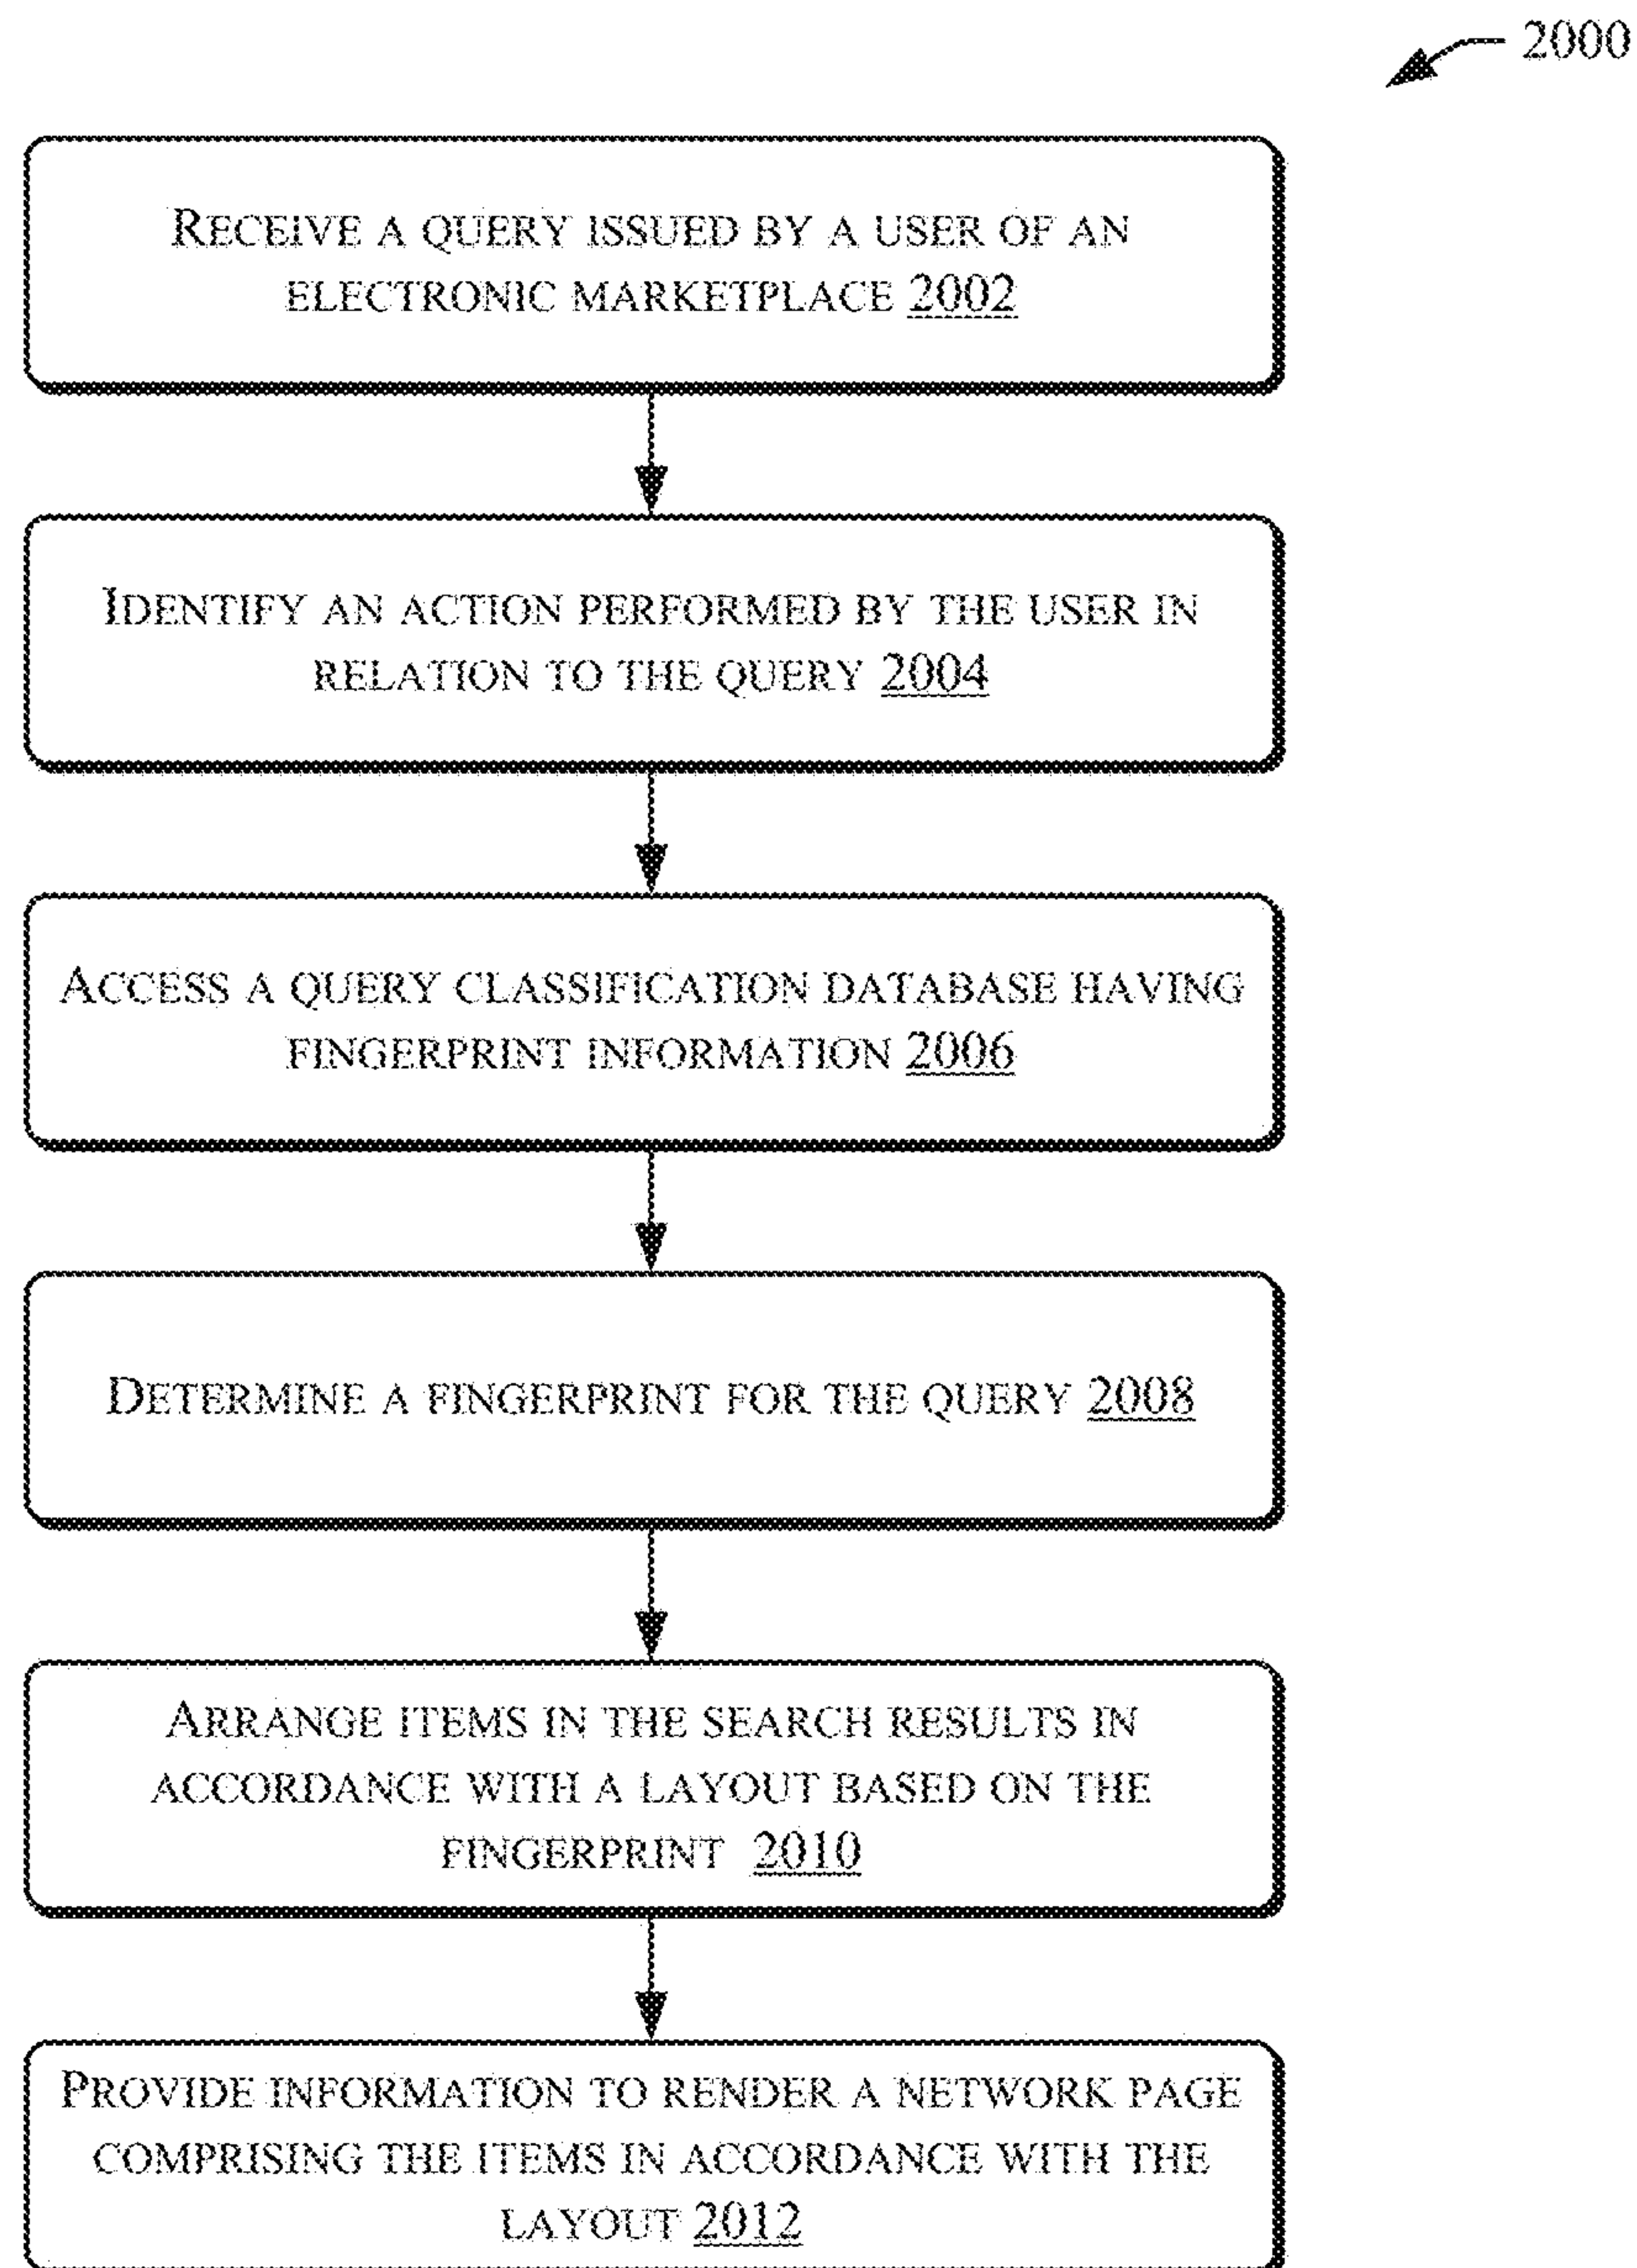 2000
RECEIVE A QUERY ISSUED BY A USER OF AN
ELECTRONIC MARKETPLACE 2002
IDENTIFY AN ACTION PERFORMED BY THE USER IN
RELATION TO THE QUERY 2004
ACCESS A QUERY CLASSIFICATION DATABASE HAVING
FINGERPRINT INFORMATION 2006
DETERMINE A FINGERPRINT FOR THE QUERY 2008
ARRANGE ITEMS IN THE SEARCH RESULTS IN
ACCORDANCE WITH A LAYOUT BASED ON THE
FINGERPRINT 2010
PROVIDE INFORMATION TO RENDER A NETWORK PAGE
COMPRISING THE ITEMS IN ACCORDANCE WITH THE
LAYOUT 2012